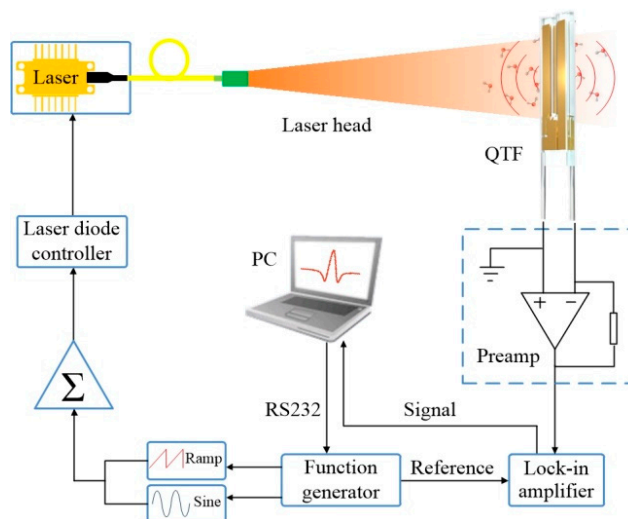 Laser
Laser head
QTF
Laser diode
controller
PC
+ −
Preamp
Σ
RS232
Signal
Ramp
Function
generator
Reference
Lock-in
amplifier
Sine